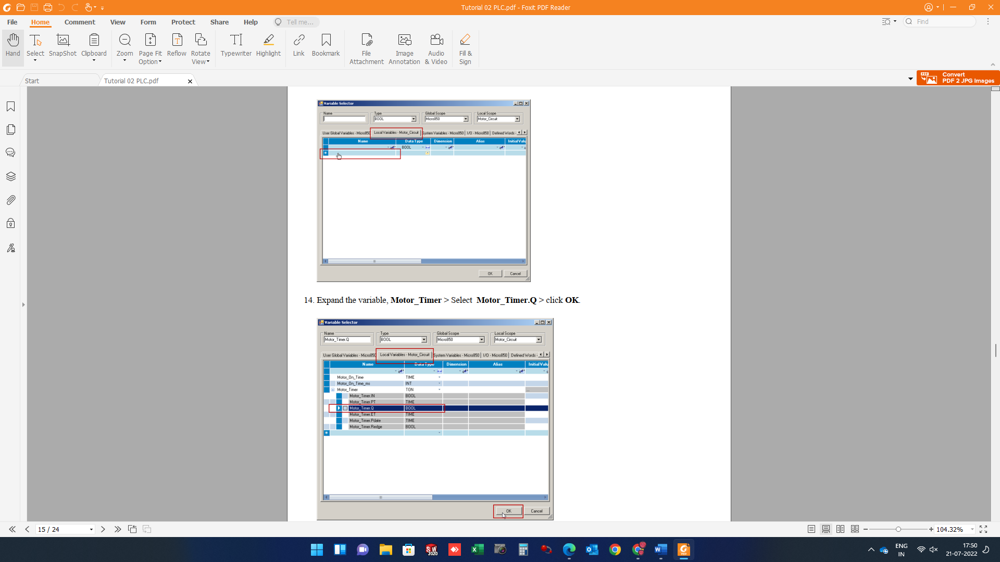 Tutorial 02 PLC.pdf - Foxit PDF Reader
File Home Comment View Form Protect Share Help Tell me... Find
Hand Select SnapShot Clipboard Zoom Page Fit Option Reflow Rotate View Typewriter Highlight Link Bookmark File Attachment Image Annotation Audio & Video Fill & Sign
Start Tutorial 02 PLC.pdf
Convert
PDF 2 JPG Images
Variable Selector
Name Type Global Scope Local Scope
BOOL Micro850 Motor_Circuit
User Global Variables - Micro850 Local Variables - Motor_Circuit System Variables - Micro850 I/O - Micro850 Defined Words
Name Data Type Dimension Alias Initial Valu
BOOL
OK Cancel
14. Expand the variable, Motor_Timer > Select Motor_Timer.Q > click OK.
Variable Selector
Name Type Global Scope Local Scope
Motor_Timer.Q BOOL Micro850 Motor_Circuit
User Global Variables - Micro850 Local Variables - Motor_Circuit System Variables - Micro850 I/O - Micro850 Defined Words
Name Data Type Dimension Alias Initial Valu
Motor_On_Time TIME
Motor_On_Time_ms INT
Motor_Timer TON
Motor_Timer.IN BOOL
Motor_Timer.PT TIME
Motor_Timer.Q BOOL
Motor_Timer.ET TIME
Motor_Timer.Pdate TIME
Motor_Timer.Redge BOOL
OK Cancel
15 / 24
104.32%
ENG
IN
17:50
21-07-2022